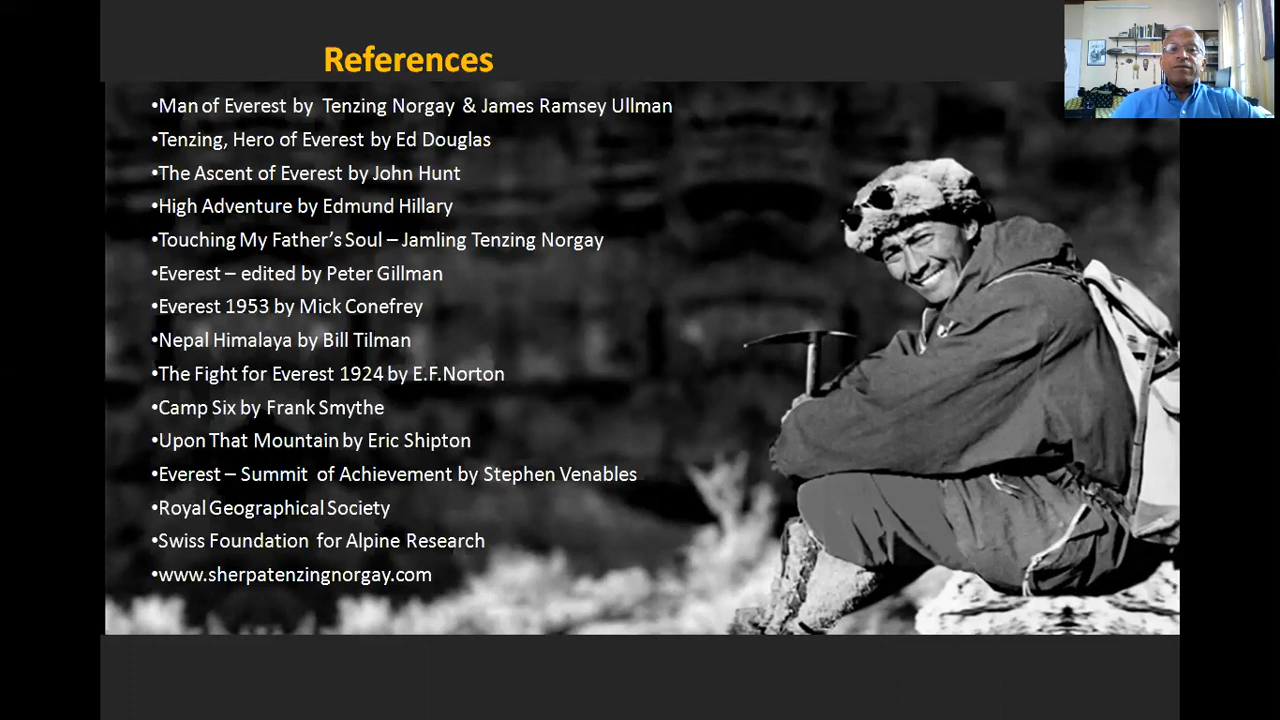 References
•Man of Everest by Tenzing Norgay & James Ramsey Ullman
•Tenzing, Hero of Everest by Ed Douglas
•The Ascent of Everest by John Hunt
•High Adventure by Edmund Hillary
•Touching My Father's Soul – Jamling Tenzing Norgay
•Everest – edited by Peter Gillman
•Everest 1953 by Mick Conefrey
•Nepal Himalaya by Bill Tilman
•The Fight for Everest 1924 by E.F.Norton
•Camp Six by Frank Smythe
•Upon That Mountain by Eric Shipton
•Everest – Summit of Achievement by Stephen Venables
•Royal Geographical Society
•Swiss Foundation for Alpine Research
•www.sherpatenzingnorgay.com